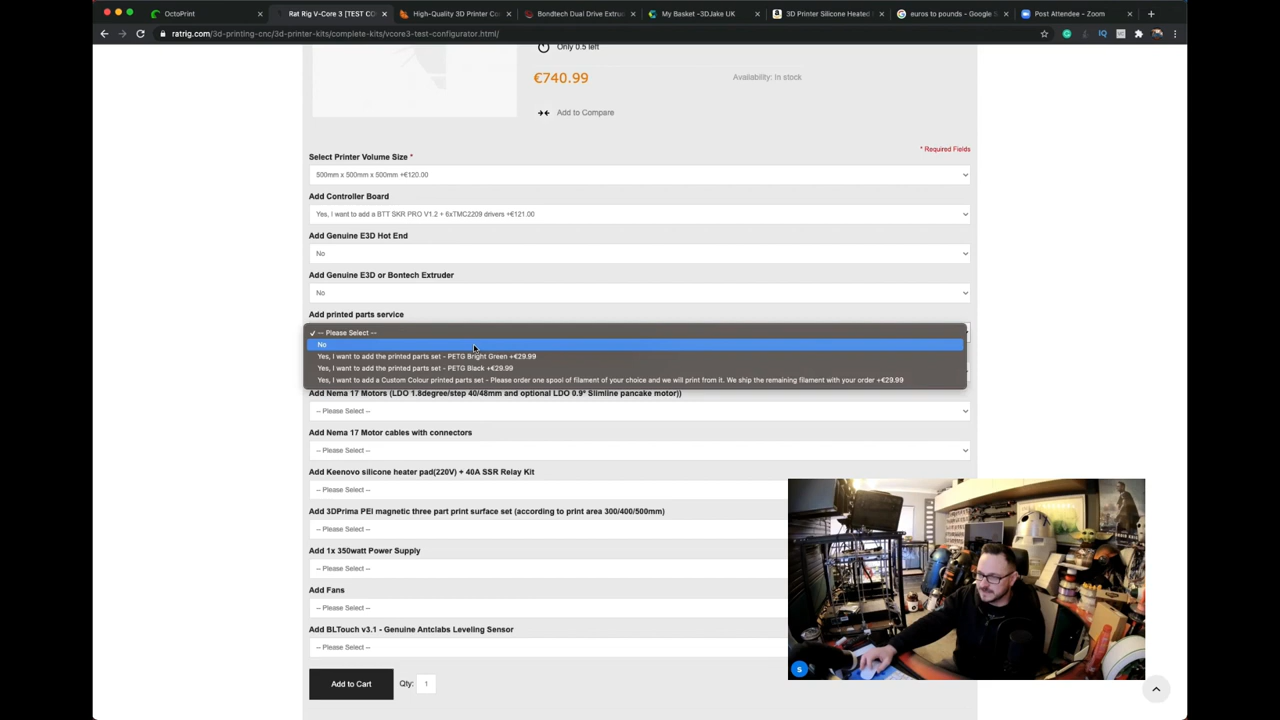 OctoPrint
Rat Rig V-Core 3 [TEST CO
High-Quality 3D Printer Co
Bondtech Dual Drive Extru
My Basket -3DJake UK
3D Printer Silicone Heated
euros to pounds - Google S
Post Attendee - Zoom
ratrig.com/3d-printing-cnc/3d-printer-kits/complete-kits/vcore3-test-configurator.html/
Only 0.5 left
€740.99
Availability: In stock
Add to Compare
* Required Fields
Select Printer Volume Size *
500mm x 500mm x 500mm +€120.00
Add Controller Board
Yes, I want to add a BTT SKR PRO V1.2 + 6xTMC2209 drivers +€121.00
Add Genuine E3D Hot End
No
Add Genuine E3D or Bontech Extruder
No
Add printed parts service
✓ -- Please Select --
No
Yes, I want to add the printed parts set - PETG Bright Green +€29.99
Yes, I want to add the printed parts set - PETG Black +€29.99
Yes, I want to add a Custom Colour printed parts set - Please order one spool of filament of your choice and we will print from it. We ship the remaining filament with your order +€29.99
Add Nema 17 Motors (LDO 1.8degree/step 40/48mm and optional LDO 0.9° Slimline pancake motor))
-- Please Select --
Add Nema 17 Motor cables with connectors
-- Please Select --
Add Keenovo silicone heater pad(220V) + 40A SSR Relay Kit
-- Please Select --
Add 3DPrima PEI magnetic three part print surface set (according to print area 300/400/500mm)
-- Please Select --
Add 1x 350watt Power Supply
-- Please Select --
Add Fans
-- Please Select --
Add BLTouch v3.1 - Genuine Antclabs Leveling Sensor
-- Please Select --
Add to Cart
Qty: 1
s